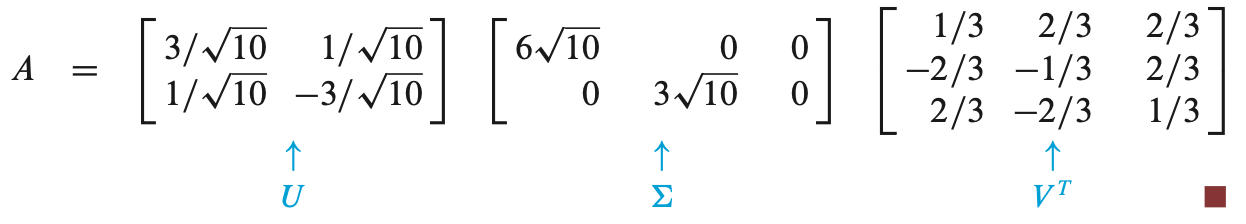 A = [ 3/√10 1/√10 ; 1/√10 −3/√10 ] [ 6√10 0 0 ; 0 3√10 0 ] [ 1/3 2/3 2/3 ; −2/3 −1/3 2/3 ; 2/3 −2/3 1/3 ]
↑ ↑ ↑
U Σ V^T ■